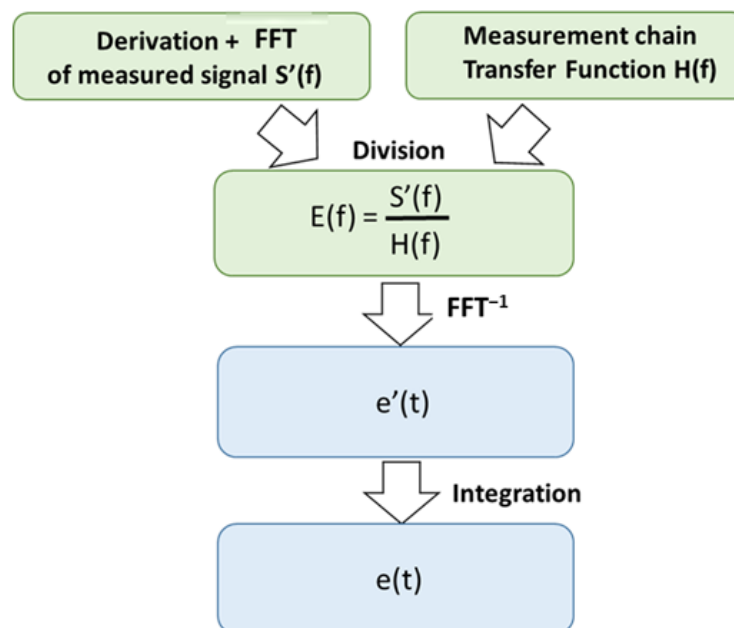 Derivation + FFT
of measured signal S’(f)
Measurement chain
Transfer Function H(f)
Division
E(f) = S’(f)
H(f)
FFT⁻¹
e’(t)
Integration
e(t)